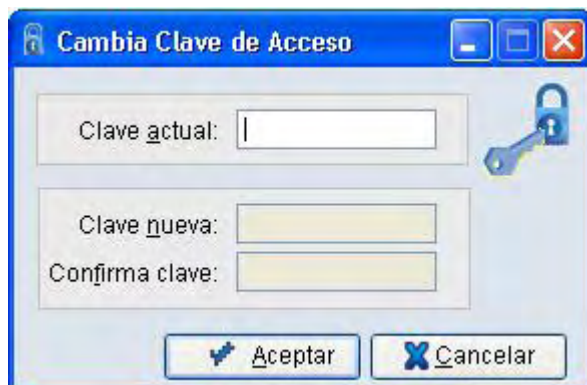 Cambia Clave de Acceso
Clave actual:
Clave nueva:
Confirma clave:
Aceptar Cancelar